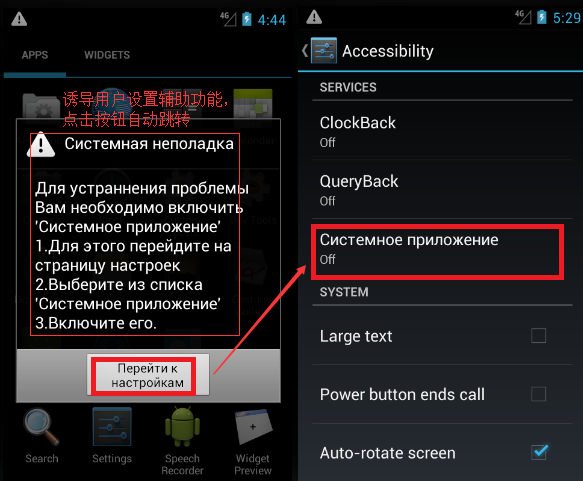 4G 4:44
APPS WIDGETS
诱导用户设置辅助功能,
点击按钮自动跳转
Системная неполадка
Для устраннения проблемы
Вам необходимо включить
'Системное приложение'
1.Для этого перейдите на
страницу настроек
2.Выберите из списка
'Системное приложение'
3.Включите его.
Перейти к
настройкам
Search
Settings
Speech
Recorder
Widget
Preview
4G 5:29
Accessibility
SERVICES
ClockBack
Off
QueryBack
Off
Системное приложение
Off
SYSTEM
Large text
Power button ends call
Auto-rotate screen